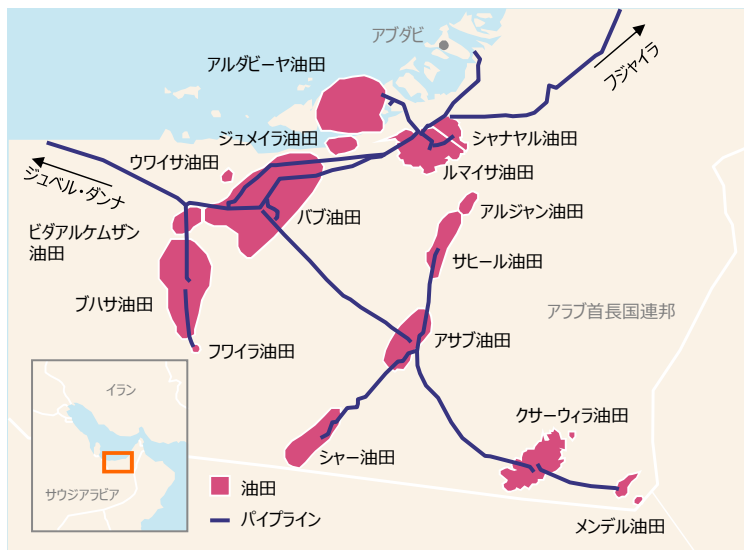 アブダビ
アルダビーヤ油田
フジャイラ
ジュメイラ油田
シャナヤル油田
ウワイサ油田
ルマイサ油田
ジュベル・ダンナ
アルジャン油田
バブ油田
ビダアルケムザン
油田
サヒール油田
ブハサ油田
アラブ首長国連邦
アサブ油田
フワイラ油田
イラン
クサーウィラ油田
シャー油田
サウジアラビア
油田
パイプライン
メンデル油田